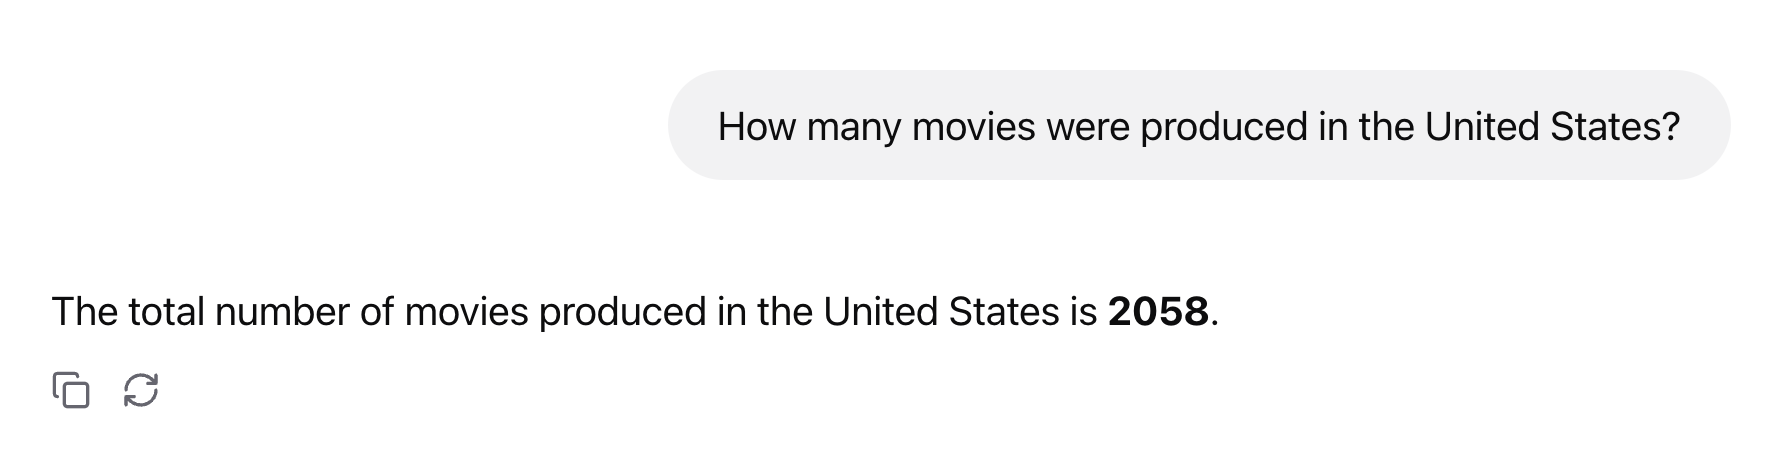 How many movies were produced in the United States?
The total number of movies produced in the United States is 2058.